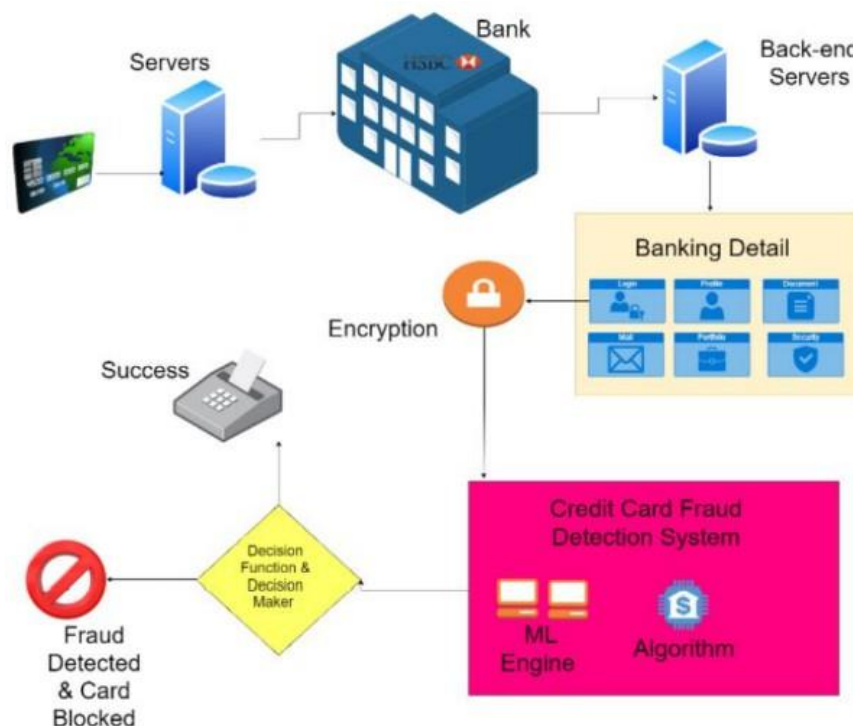 Bank
Servers
Back-end
Servers
HSBC
Banking Detail
Login
Profile
Document
Mail
Portfolio
Security
Encryption
Success
Credit Card Fraud
Detection System
Decision
Function &
Decision
Maker
ML
Engine
Algorithm
Fraud
Detected
& Card
Blocked